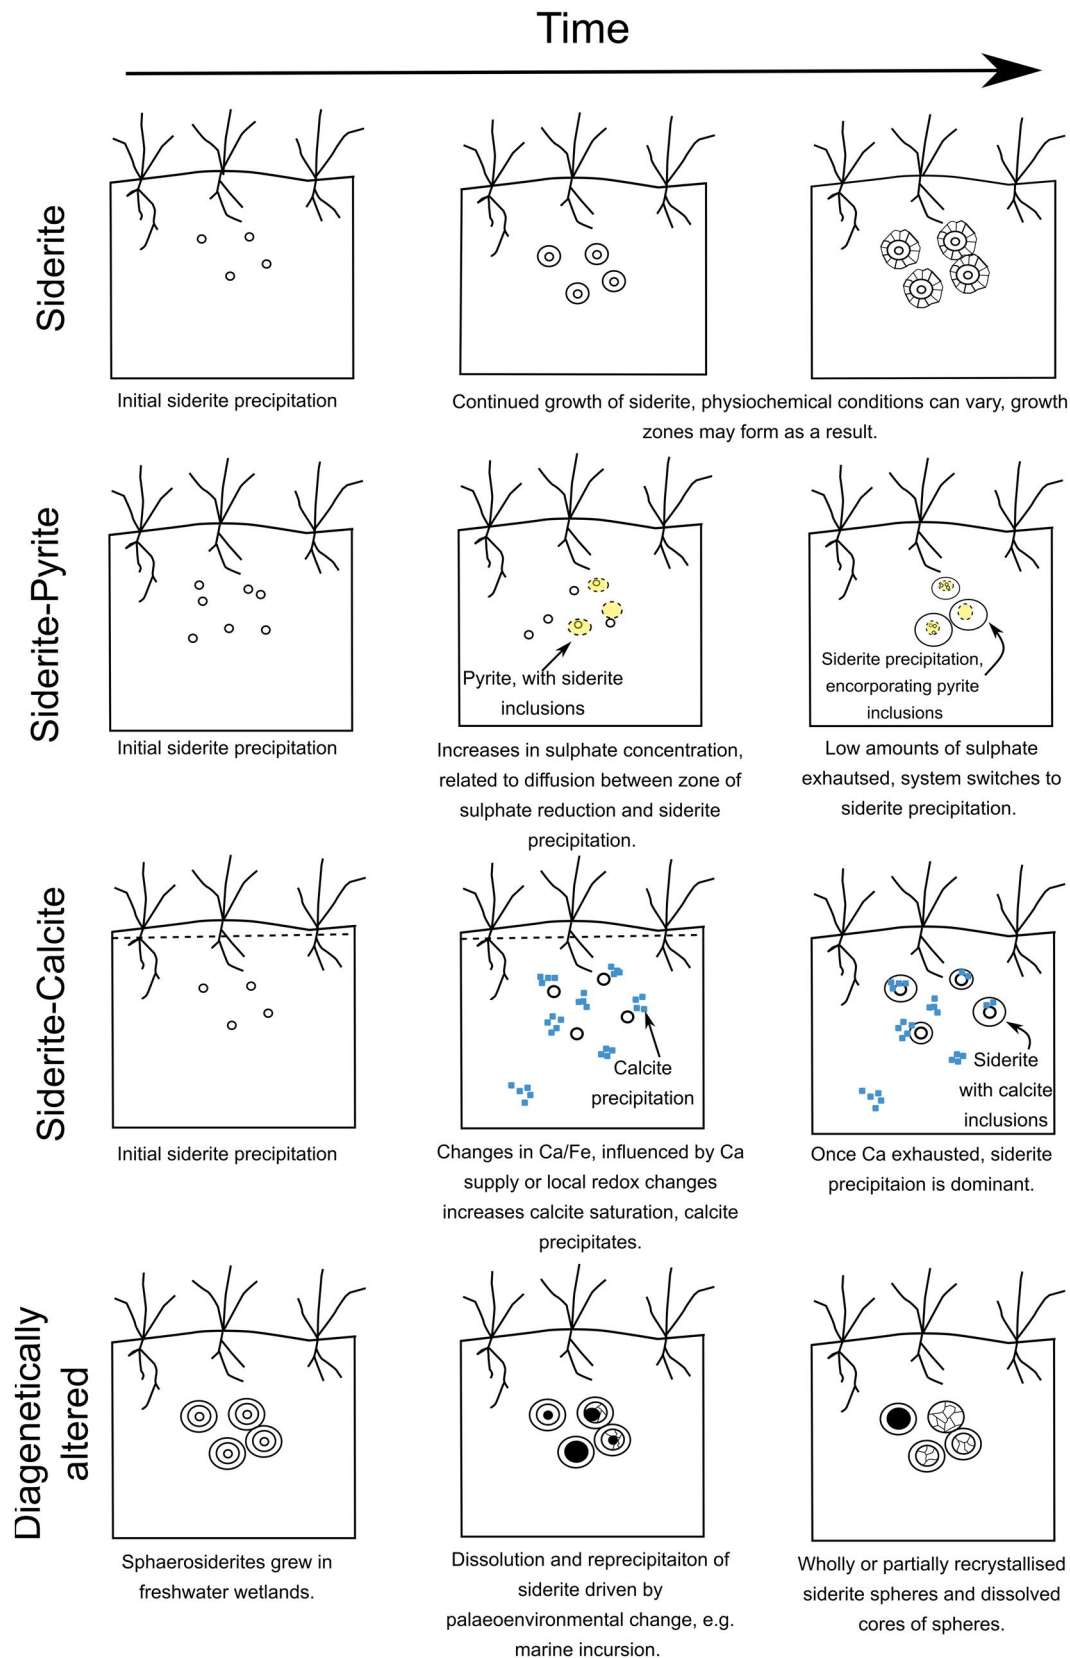 Time
Siderite
Initial siderite precipitation
Continued growth of siderite, physiochemical conditions can vary, growth
zones may form as a result.
Siderite-Pyrite
Initial siderite precipitation
Pyrite, with siderite
inclusions
Increases in sulphate concentration,
related to diffusion between zone of
sulphate reduction and siderite
precipitation.
Siderite precipitation,
encorporating pyrite
inclusions
Low amounts of sulphate
exhautsed, system switches to
siderite precipitation.
Siderite-Calcite
Initial siderite precipitation
Calcite
precipitation
Changes in Ca/Fe, influenced by Ca
supply or local redox changes
increases calcite saturation, calcite
precipitates.
Siderite
with calcite
inclusions
Once Ca exhausted, siderite
precipitaion is dominant.
Diagenetically
altered
Sphaerosiderites grew in
freshwater wetlands.
Dissolution and reprecipitaiton of
siderite driven by
palaeoenvironmental change, e.g.
marine incursion.
Wholly or partially recrystallised
siderite spheres and dissolved
cores of spheres.